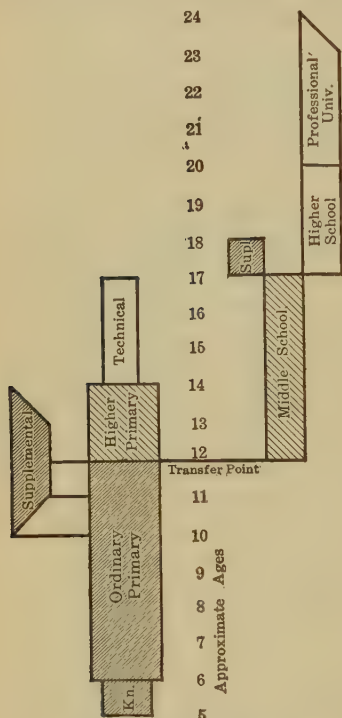 24
23
22
21
20
19
18
17
16
15
14
13
12
11
10
9
8
7
6
5
Approximate Ages
Professional
Univ.
Higher
School
Supl.
Middle School,
Technical
Higher
Primary
Supplemental
Transfer Point
Ordinary
Primary
Kn.